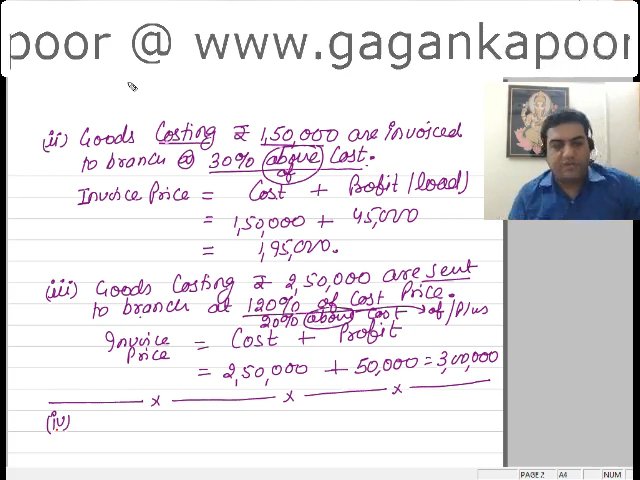 poor @ www.gagankapoor
(ii) Goods Costing ₹ 1,50,000 are invoiced
to branch @ 30% above Cost.
of
Invoice Price = Cost + Profit/load)
= 1,50,000 + 45,000
= 1,95,000.
(iii) Goods Costing ₹ 2,50,000 are sent
to branch at 120% of Cost Price.
20% above Cost → of/Plus
Invoice Price = Cost + Profit
= 2,50,000 + 50,000 = 3,00,000
x x x
(iv)
PAGE 2 A4 NUM